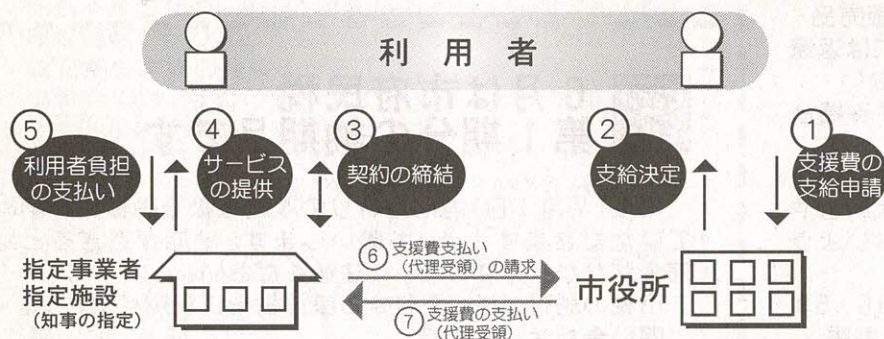 利用者
⑤
利用者負担
の支払い
④
サービス
の提供
③
契約の締結
②
支給決定
①
支援費の
支給申請
指定事業者
指定施設
(知事の指定)
⑥支援費支払い
(代理受領)の請求
⑦支援費の支払い
(代理受領)
市役所